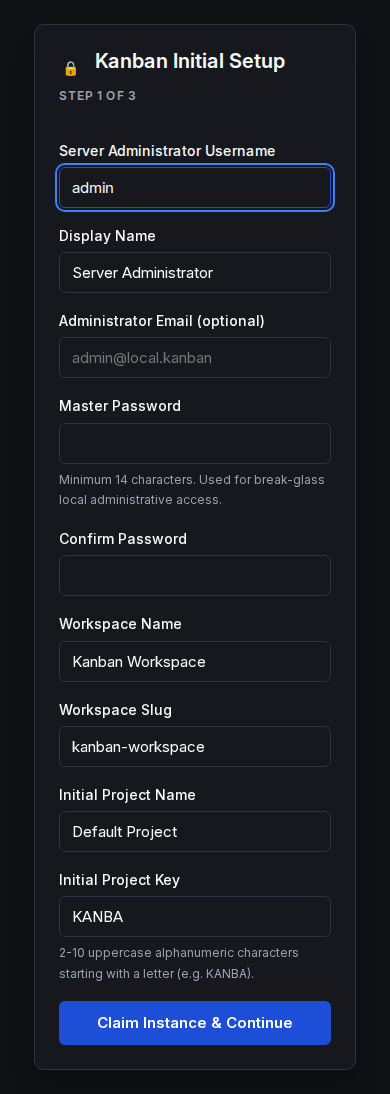 Kanban Initial Setup
STEP 1 OF 3
Server Administrator Username
admin
Display Name
Server Administrator
Administrator Email (optional)
admin@local.kanban
Master Password
Minimum 14 characters. Used for break-glass
local administrative access.
Confirm Password
Workspace Name
Kanban Workspace
Workspace Slug
kanban-workspace
Initial Project Name
Default Project
Initial Project Key
KANBA
2-10 uppercase alphanumeric characters
starting with a letter (e.g. KANBA).
Claim Instance & Continue